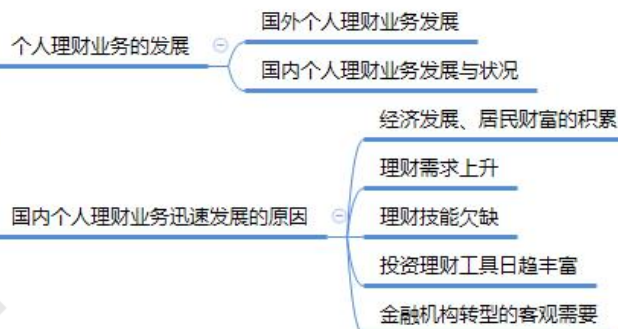 个人理财业务的发展
国外个人理财业务发展
国内个人理财业务发展与状况
国内个人理财业务迅速发展的原因
经济发展、居民财富的积累
理财需求上升
理财技能欠缺
投资理财工具日趋丰富
金融机构转型的客观需要